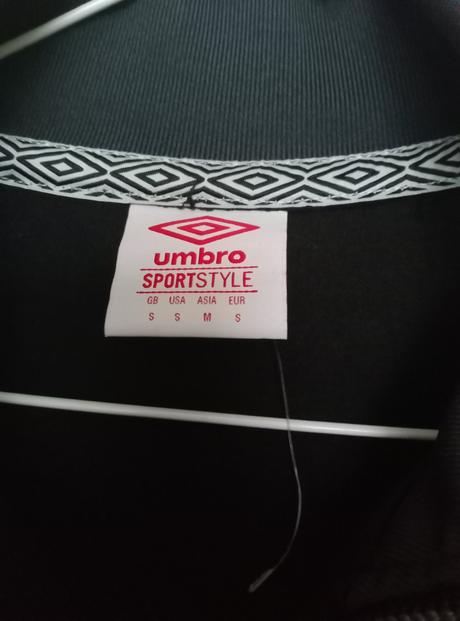 umbro
SPORTSTYLE
GB USA ASIA EUR
S S M S